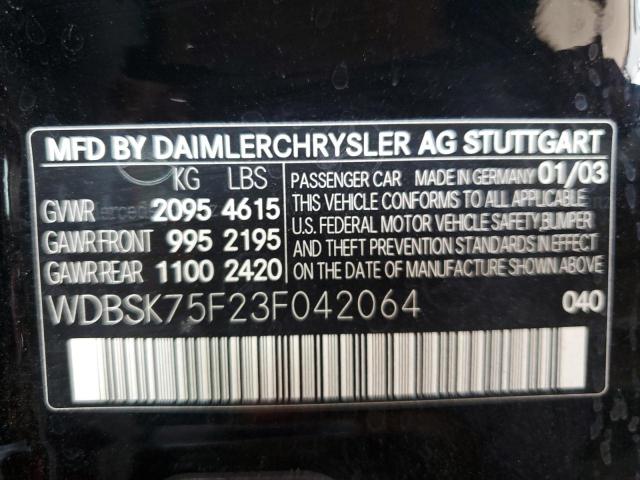 MFD BY DAIMLERCHRYSLER AG STUTTGART
KG LBS
GVWR 2095 4615
GAWR FRONT 995 2195
GAWR REAR 1100 2420
PASSENGER CAR MADE IN GERMANY 01/03
THIS VEHICLE CONFORMS TO ALL APPLICABLE
U.S. FEDERAL MOTOR VEHICLE SAFETY, BUMPER
AND THEFT PREVENTION STANDARDS IN EFFECT
ON THE DATE OF MANUFACTURE SHOWN ABOVE
WDBSK75F23F042064 040